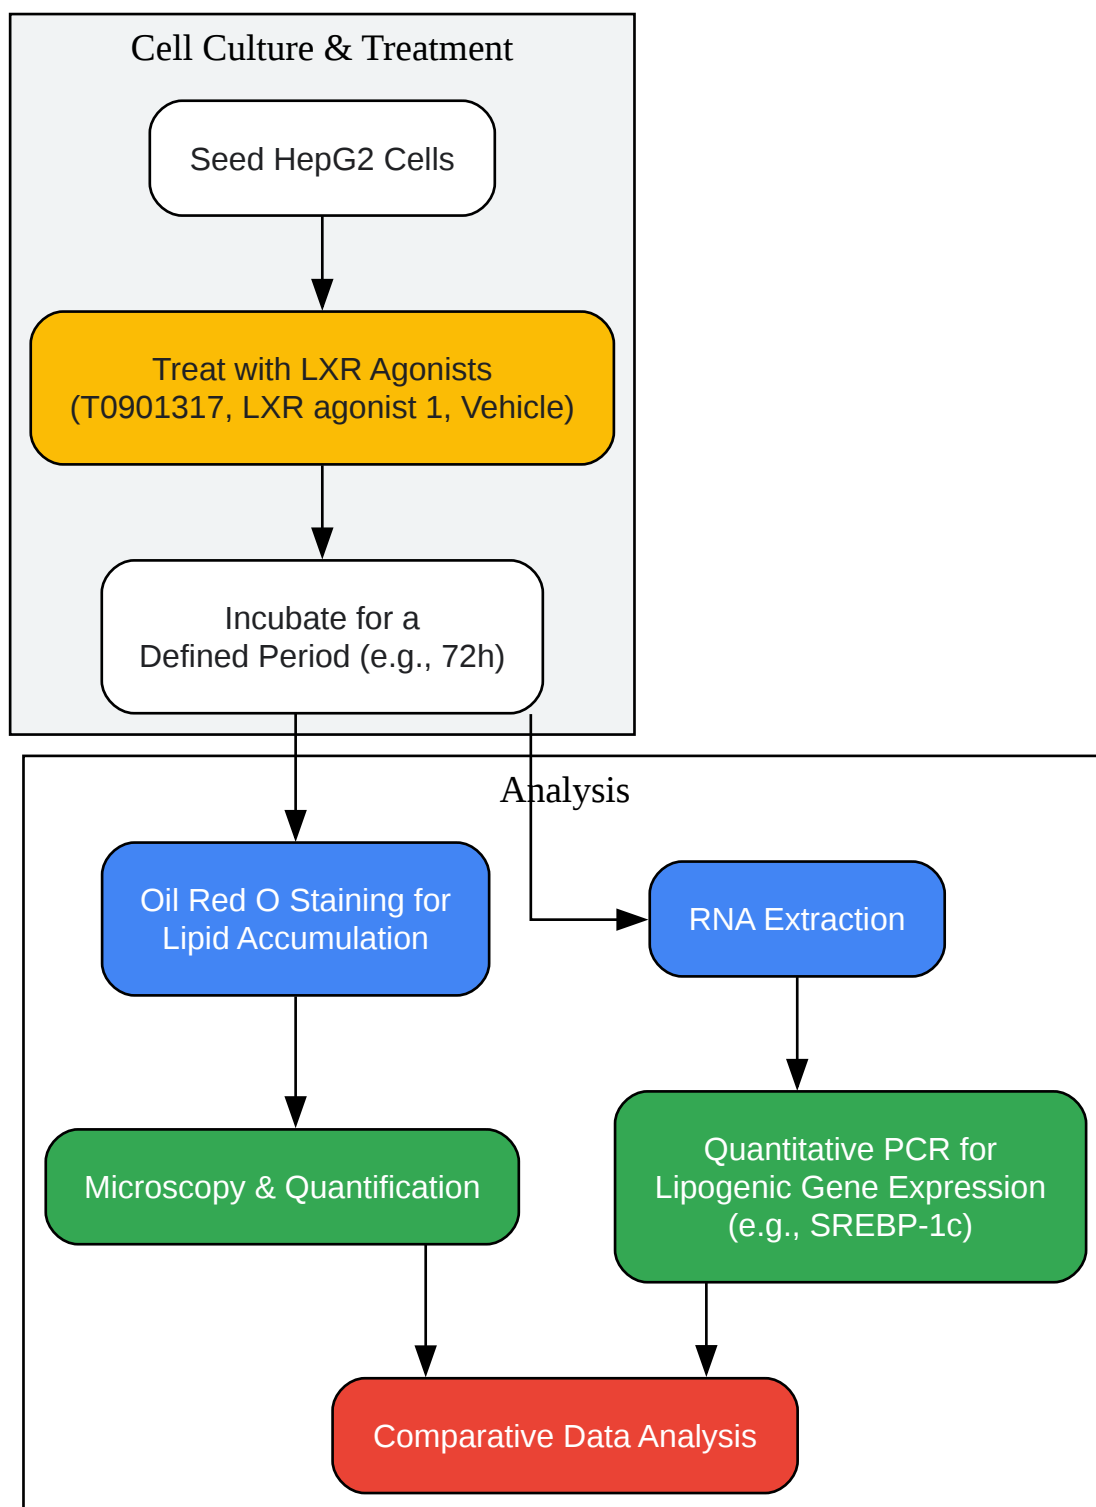 Cell Culture & Treatment
Seed HepG2 Cells
Treat with LXR Agonists
(T0901317, LXR agonist 1, Vehicle)
Incubate for a
Defined Period (e.g., 72h)
Analysis
Oil Red O Staining for
Lipid Accumulation
RNA Extraction
Microscopy & Quantification
Quantitative PCR for
Lipogenic Gene Expression
(e.g., SREBP-1c)
Comparative Data Analysis